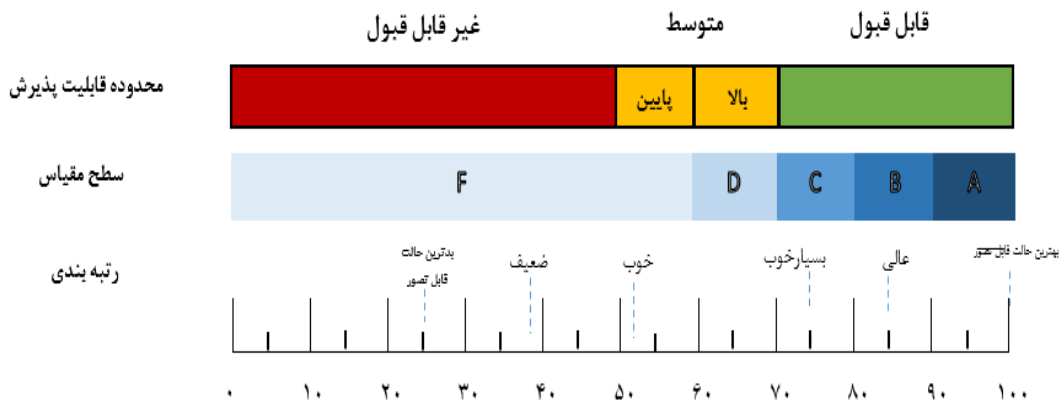 قابل قبول متوسط غیر قابل قبول
محدوده قابلیت پذیرش
بالا پایین
سطح مقیاس
F D C B A
رتبه بندی
بدترین حالت
قابل تصور
ضعیف
خوب
بسیارخوب
عالی
بهترین حالت قابل تصور
۰ ۱۰ ۲۰ ۳۰ ۴۰ ۵۰ ۶۰ ۷۰ ۸۰ ۹۰ ۱۰۰